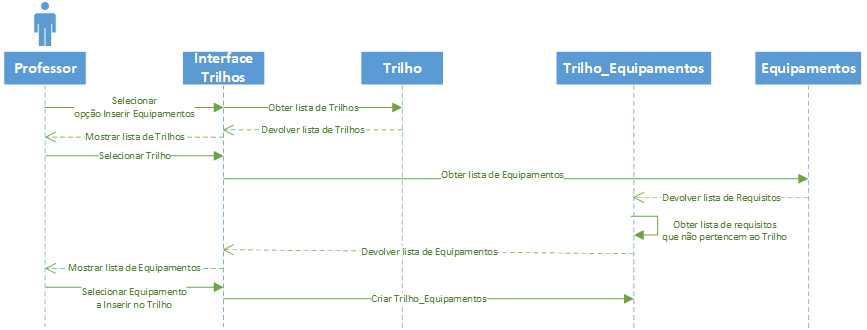 Professor
Interface
Trilhos
Trilho
Trilho_Equipamentos
Equipamentos
Selecionar
opção Inserir Equipamentos
Obter lista de Trilhos
Devolver lista de Trilhos
Mostrar lista de Trilhos
Selecionar Trilho
Obter lista de Equipamentos
Devolver lista de Requisitos
Obter lista de requisitos
que não pertencem ao Trilho
Devolver lista de Equipamentos
Mostrar lista de Equipamentos
Selecionar Equipamento
a Inserir no Trilho
Criar Trilho_Equipamentos